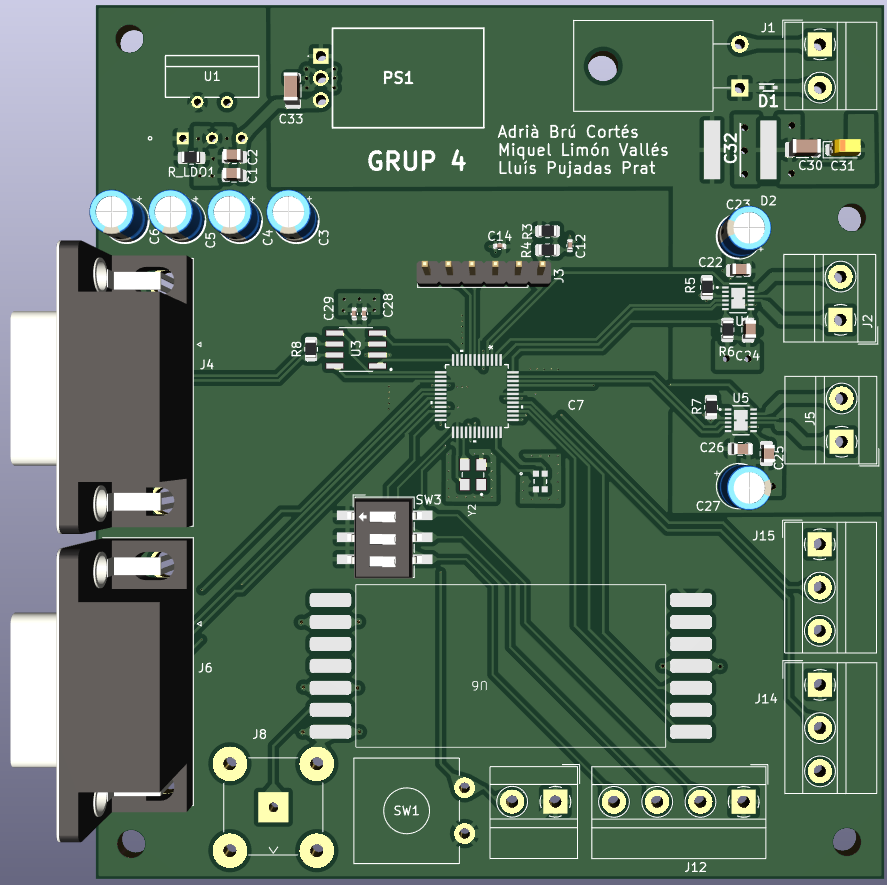 J1
U1
PS1
D1
C33
Adrià Brú Cortés
Miquel Limón Vallés
Lluís Pujadas Prat
GRUP 4
C32
C30
C31
R_LDO1
C2
C1
C23
D2
C6
C5
C4
C3
C14
R3
R4
C12
C22
J3
R5
J2
C29
C28
R8
U3
R6
C24
J4
*
C7
R7
U5
J5
C26
C25
C27
SW3
Y2
J15
J6
U6
J14
J8
SW1
J12